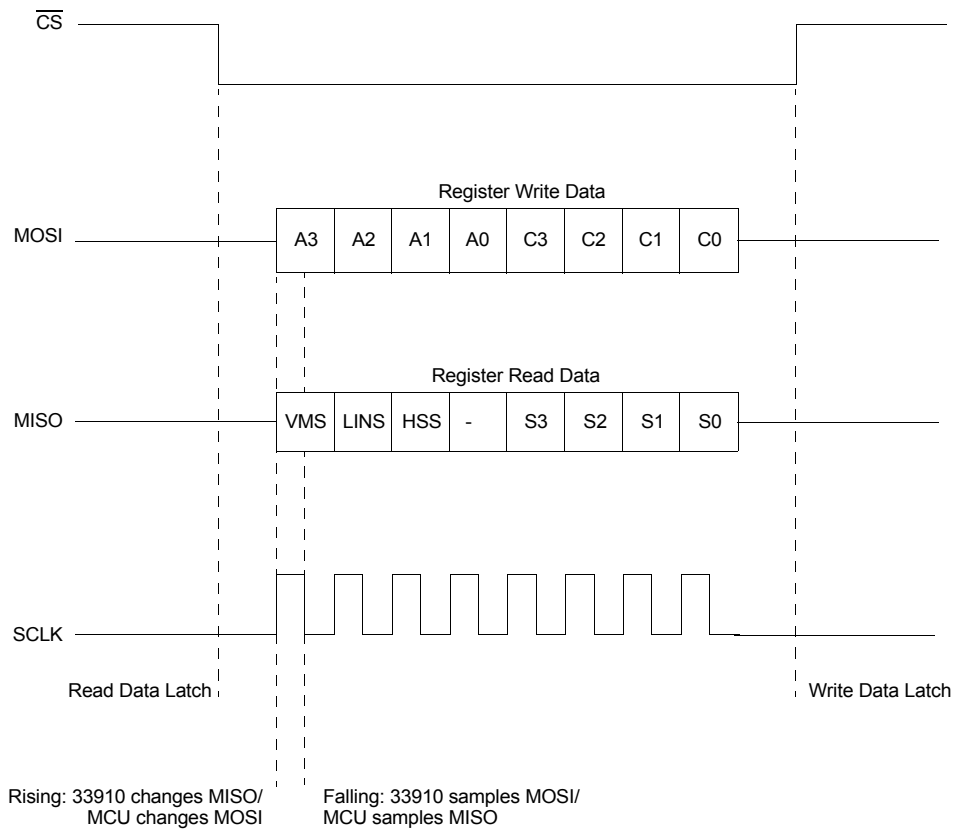 CS
Register Write Data
MOSI
A3 A2 A1 A0 C3 C2 C1 C0
Register Read Data
MISO
VMS LINS HSS - S3 S2 S1 S0
SCLK
Read Data Latch
Write Data Latch
Rising: 33910 changes MISO/
MCU changes MOSI
Falling: 33910 samples MOSI/
MCU samples MISO